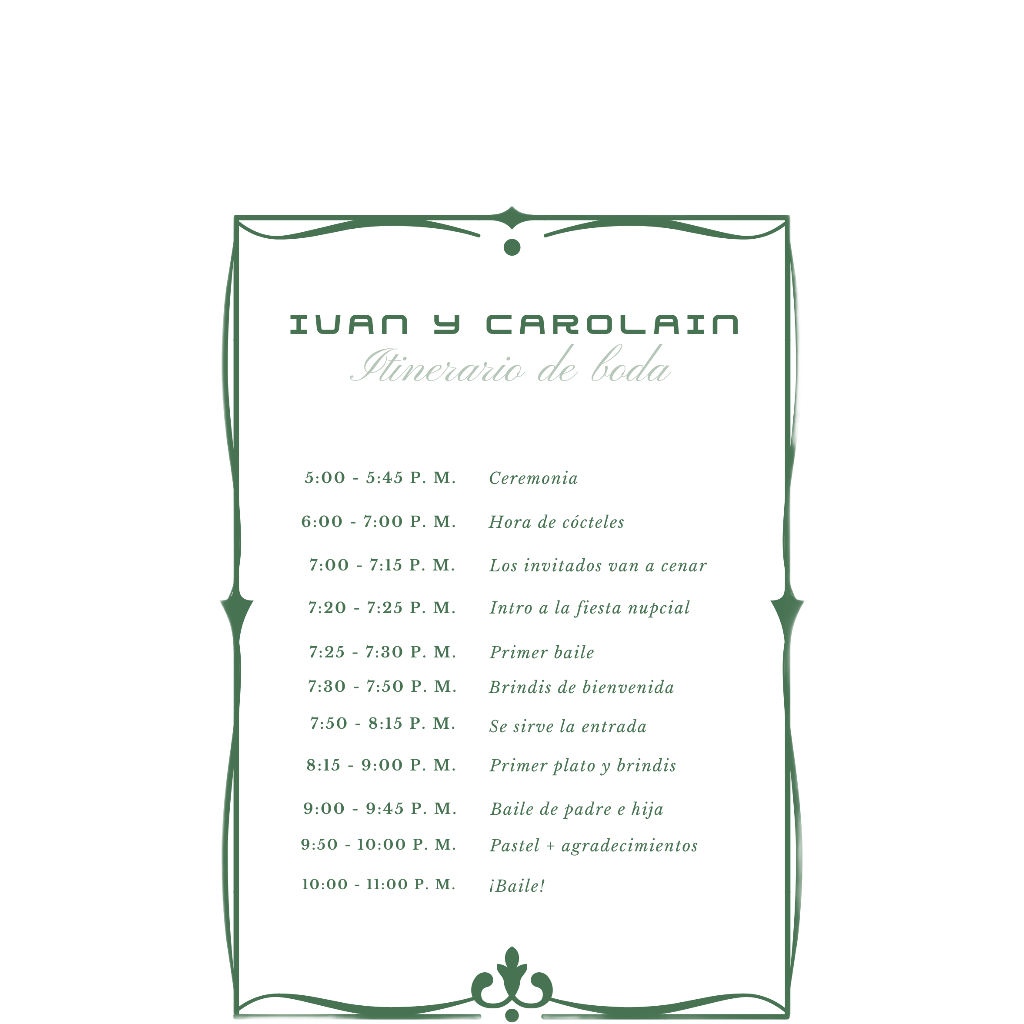 IVAN Y CAROLAIN
Itinerario de boda
5:00 - 5:45 P. M. Ceremonia
6:00 - 7:00 P. M. Hora de cócteles
7:00 - 7:15 P. M. Los invitados van a cenar
7:20 - 7:25 P. M. Intro a la fiesta nupcial
7:25 - 7:30 P. M. Primer baile
7:30 - 7:50 P. M. Brindis de bienvenida
7:50 - 8:15 P. M. Se sirve la entrada
8:15 - 9:00 P. M. Primer plato y brindis
9:00 - 9:45 P. M. Baile de padre e hija
9:50 - 10:00 P. M. Pastel + agradecimientos
10:00 - 11:00 P. M. ¡Baile!